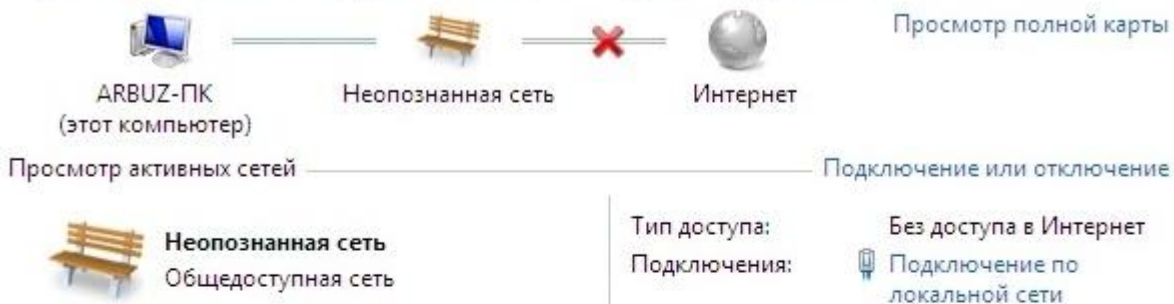 Просмотр полной карты
ARBUZ-ПК
(этот компьютер)
Неопознанная сеть
Интернет
Просмотр активных сетей
Подключение или отключение
Неопознанная сеть
Общедоступная сеть
Тип доступа: Без доступа в Интернет
Подключения: Подключение по
локальной сети